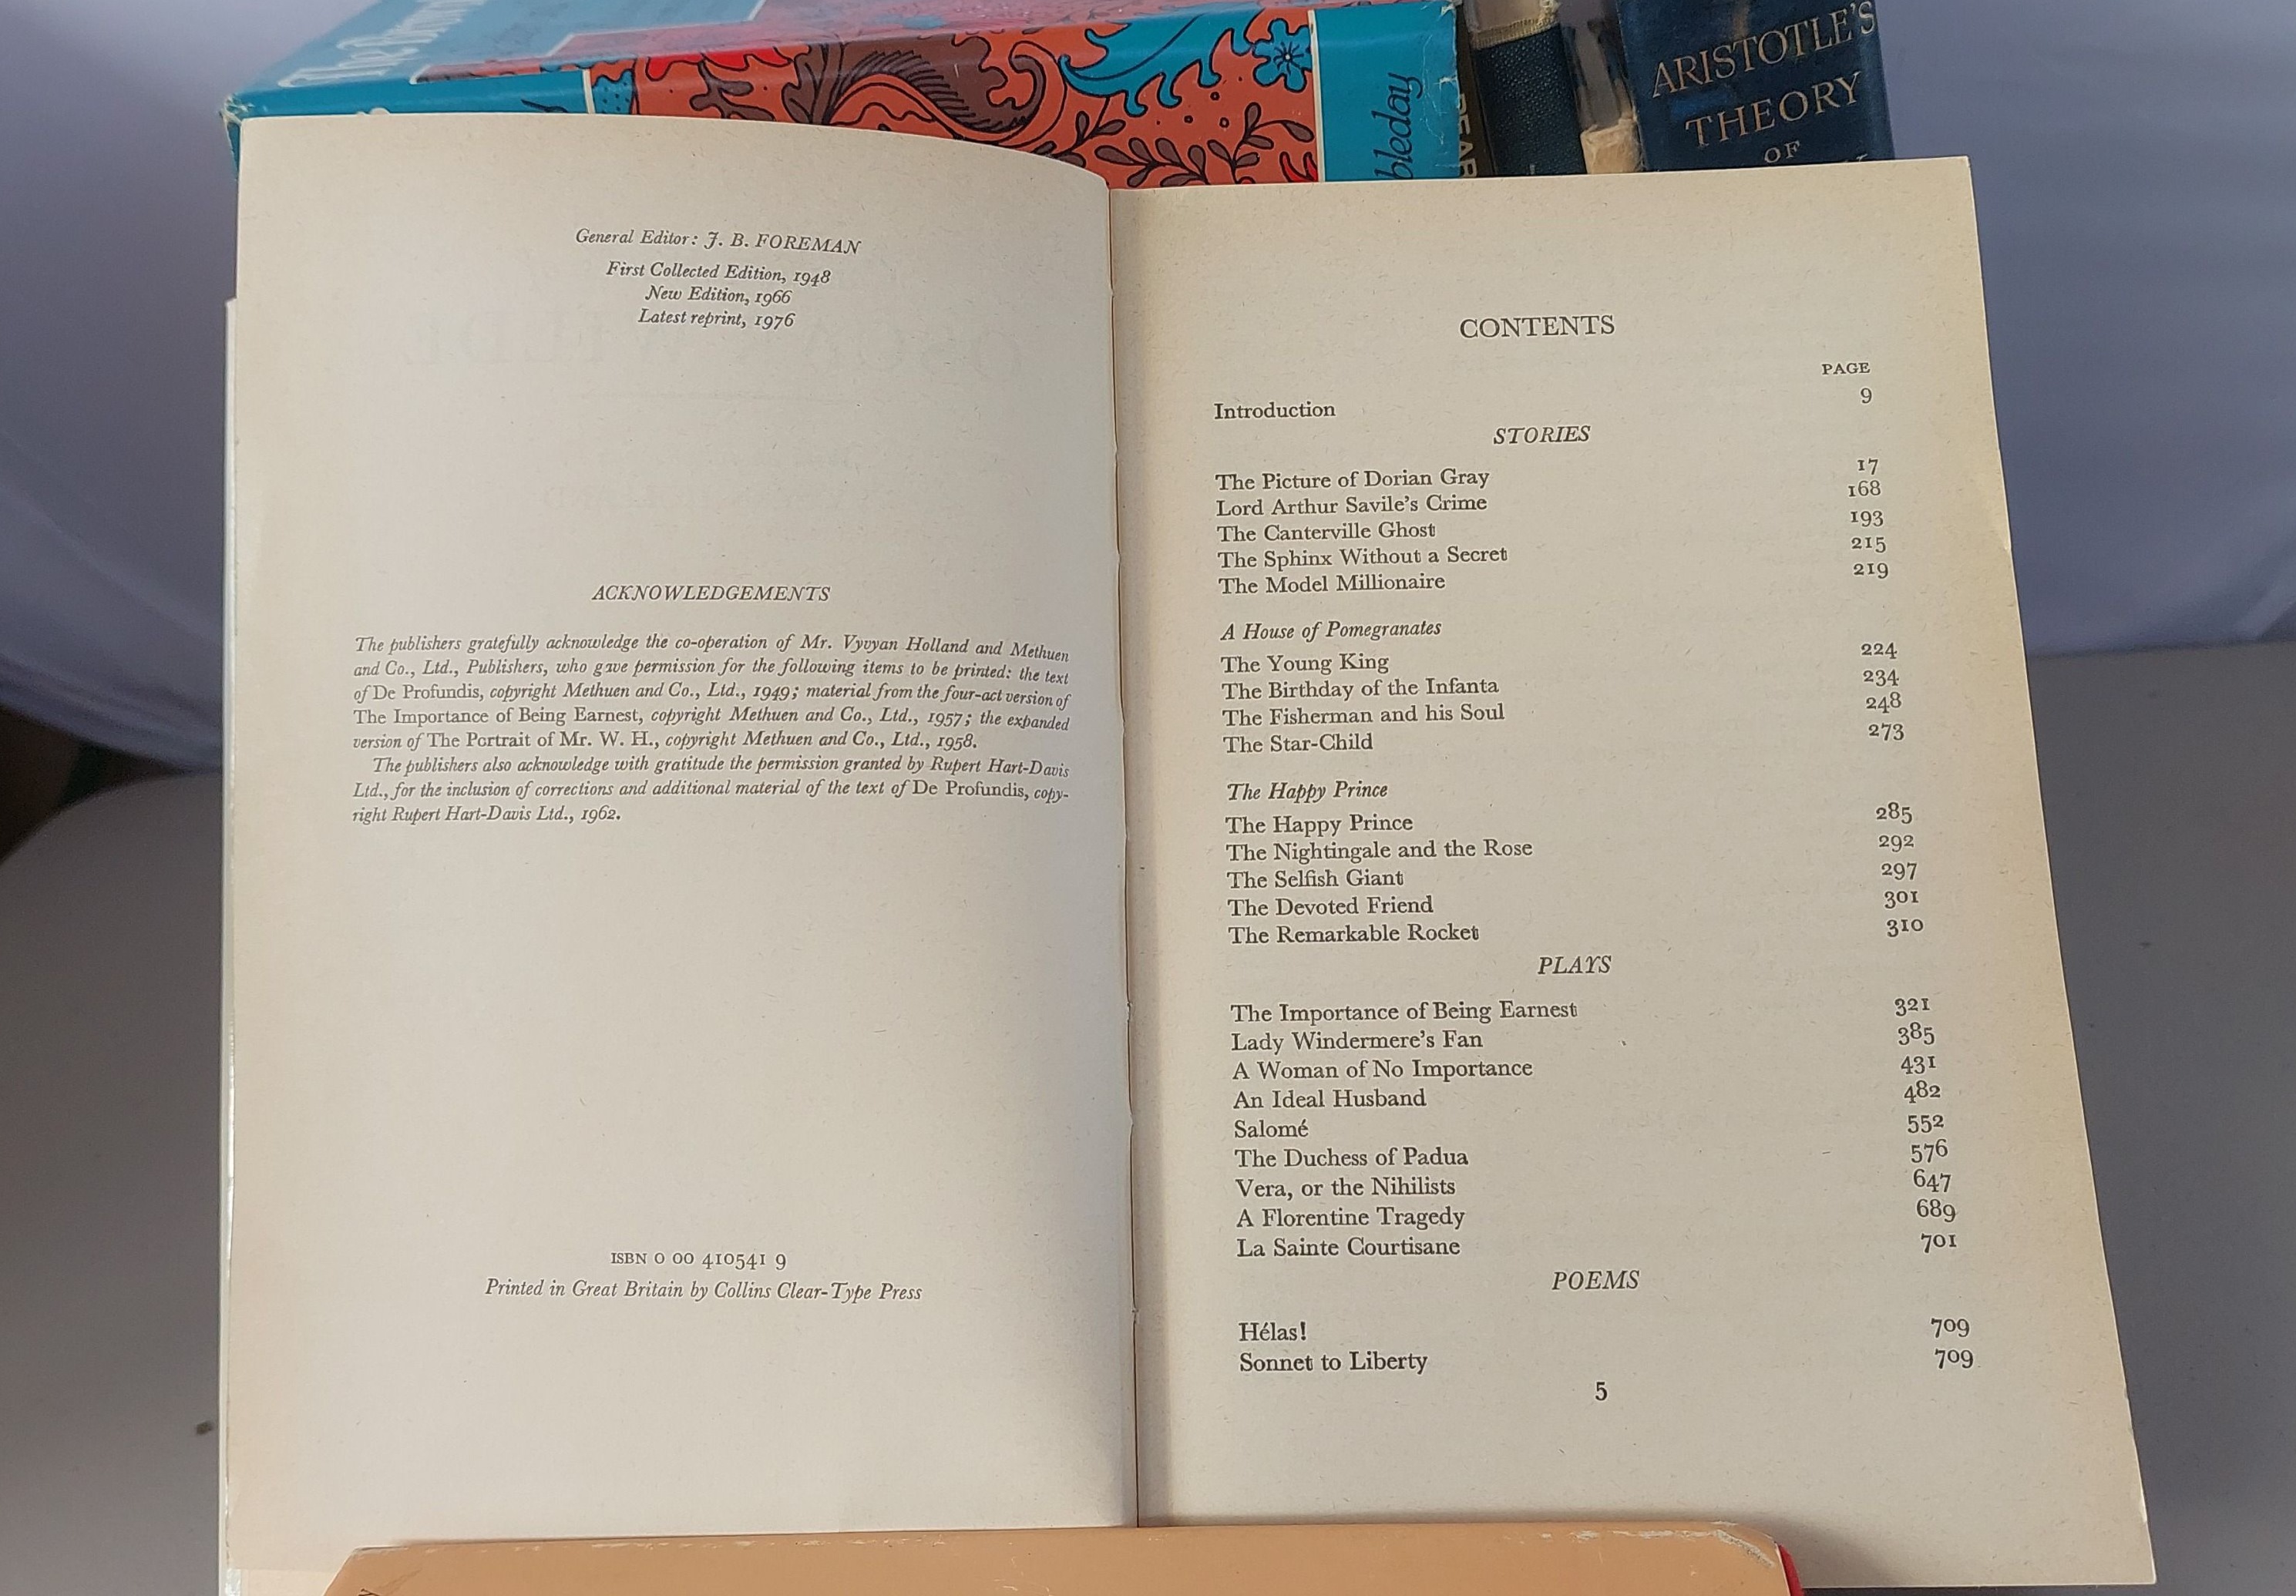 bleday
ARISTOTLE'S
THEORY
OF
General Editor: J. B. FOREMAN
First Collected Edition, 1948
New Edition, 1966
Latest reprint, 1976
ACKNOWLEDGEMENTS
The publishers gratefully acknowledge the co-operation of Mr. Vyvyan Holland and Methuen
and Co., Ltd., Publishers, who gave permission for the following items to be printed: the text
of De Profundis, copyright Methuen and Co., Ltd., 1949; material from the four-act version of
The Importance of Being Earnest, copyright Methuen and Co., Ltd., 1957; the expanded
version of The Portrait of Mr. W. H., copyright Methuen and Co., Ltd., 1958.
The publishers also acknowledge with gratitude the permission granted by Rupert Hart-Davis
Ltd., for the inclusion of corrections and additional material of the text of De Profundis, copy-
right Rupert Hart-Davis Ltd., 1962.
ISBN 0 00 410541 9
Printed in Great Britain by Collins Clear-Type Press
CONTENTS
PAGE
Introduction 9
STORIES
The Picture of Dorian Gray 17
Lord Arthur Savile's Crime 168
The Canterville Ghost 193
The Sphinx Without a Secret 215
The Model Millionaire 219
A House of Pomegranates
The Young King 224
The Birthday of the Infanta 234
The Fisherman and his Soul 248
The Star-Child 273
The Happy Prince
The Happy Prince 285
The Nightingale and the Rose 292
The Selfish Giant 297
The Devoted Friend 301
The Remarkable Rocket 310
PLAYS
The Importance of Being Earnest 321
Lady Windermere's Fan 385
A Woman of No Importance 431
An Ideal Husband 482
Salomé 552
The Duchess of Padua 576
Vera, or the Nihilists 647
A Florentine Tragedy 689
La Sainte Courtisane 701
POEMS
Hélas! 709
Sonnet to Liberty 709
5